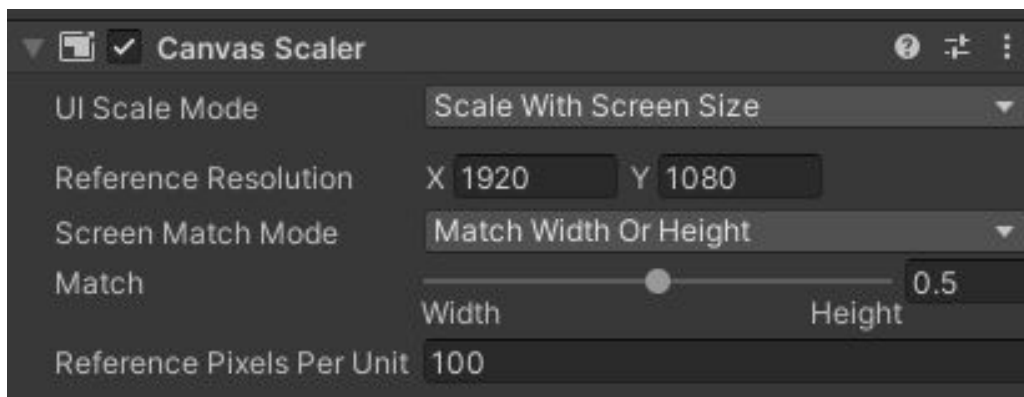 Canvas Scaler
UI Scale Mode Scale With Screen Size
Reference Resolution X 1920 Y 1080
Screen Match Mode Match Width Or Height
Match 0.5
Width Height
Reference Pixels Per Unit 100